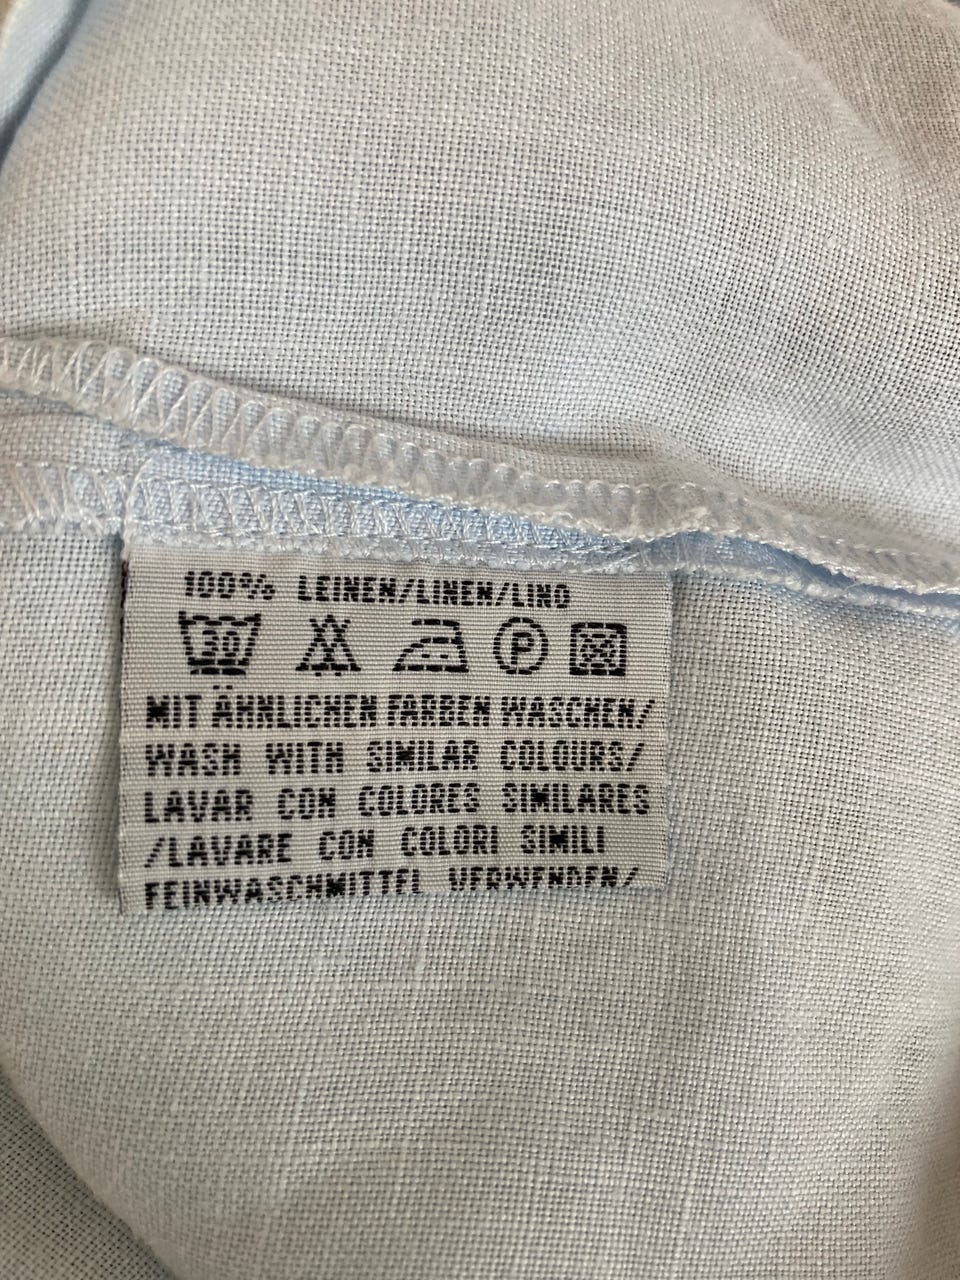 100% LEINEN/LINEN/LINO
30 P
MIT ÄHNLICHEN FARBEN WASCHEN/
WASH WITH SIMILAR COLOURS/
LAVAR CON COLORES SIMILARES
/LAVARE CON COLORI SIMILI
FEINWASCHMITTEL VERWENDEN/